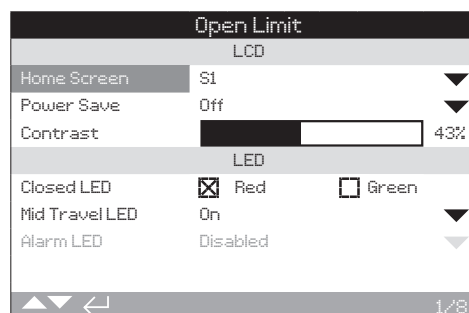 Open Limit
LCD
Home Screen S1
Power Save Off
Contrast 43%
LED
Closed LED Red Green
Mid Travel LED On
Alarm LED Disabled
1/8